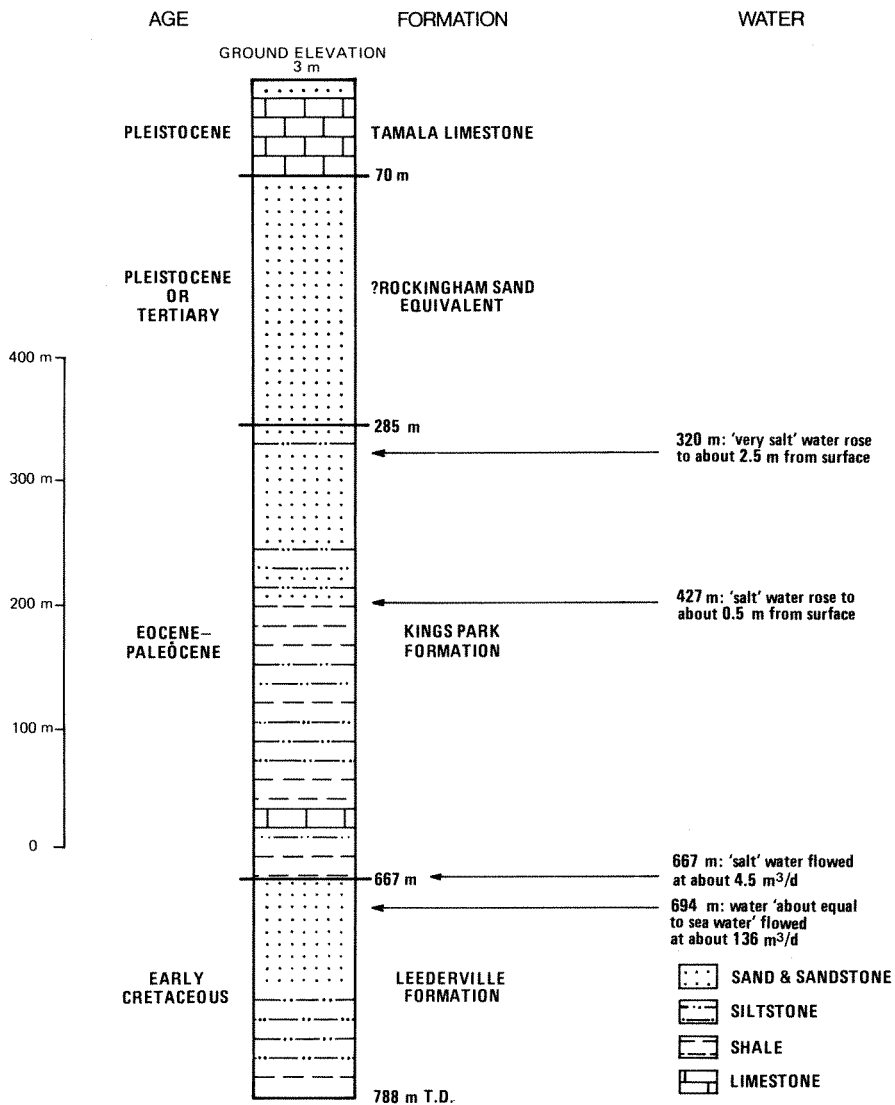 AGE FORMATION WATER
GROUND ELEVATION
3 m
PLEISTOCENE TAMALA LIMESTONE
70 m
PLEISTOCENE
OR
TERTIARY
?ROCKINGHAM SAND
EQUIVALENT
400 m
285 m
320 m: 'very salt' water rose
to about 2.5 m from surface
300 m
200 m
427 m: 'salt' water rose to
about 0.5 m from surface
EOCENE–
PALEOCENE
KINGS PARK
FORMATION
100 m
0
667 m
667 m: 'salt' water flowed
at about 4.5 m³/d
694 m: water 'about equal
to sea water' flowed
at about 136 m³/d
EARLY
CRETACEOUS
LEEDERVILLE
FORMATION
SAND & SANDSTONE
SILTSTONE
SHALE
LIMESTONE
788 m T.D.